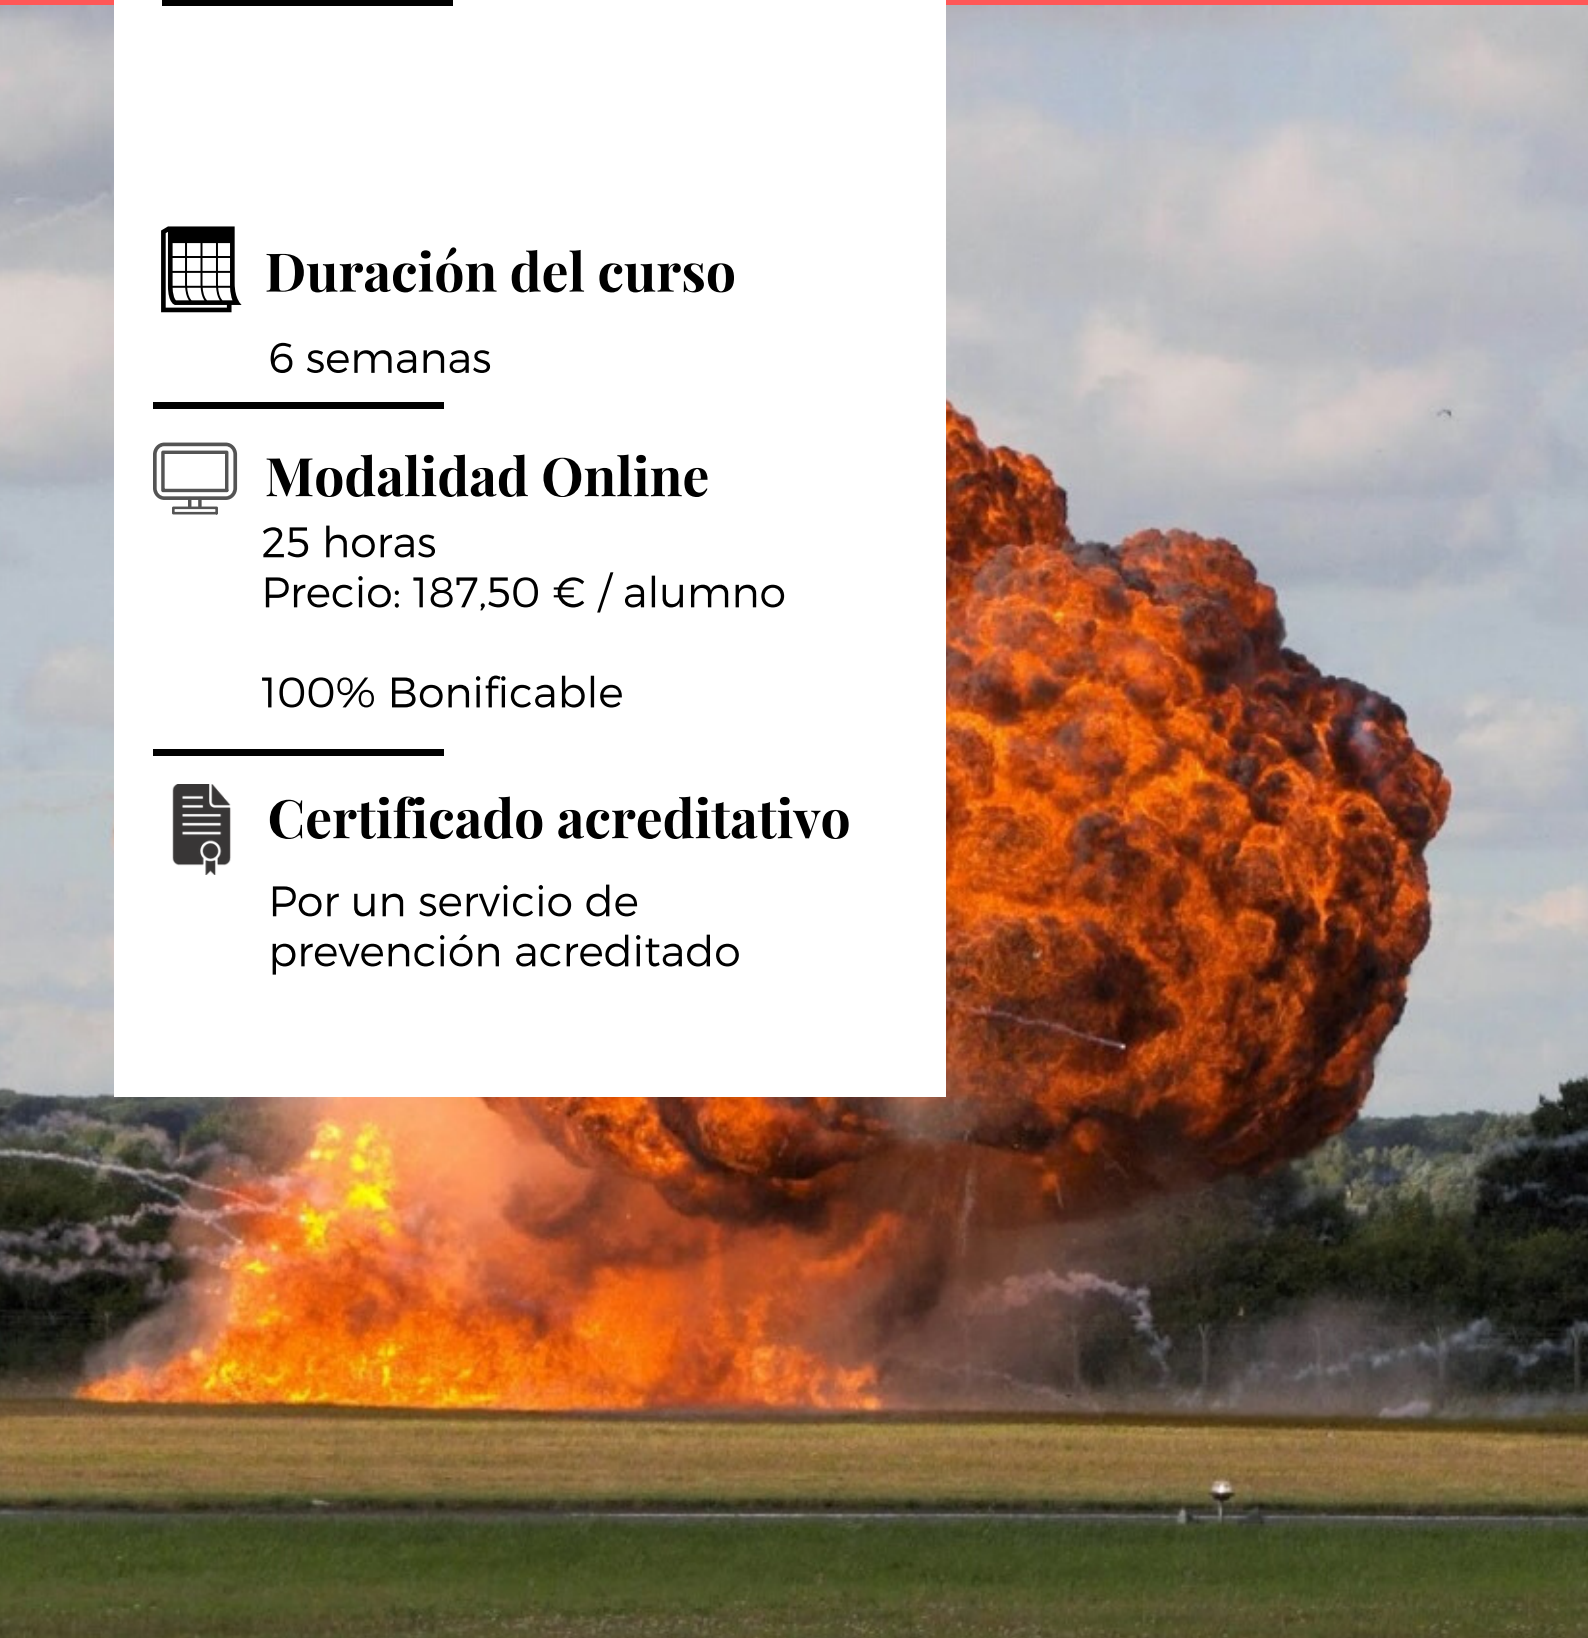 Duración del curso
6 semanas
Modalidad Online
25 horas
Precio: 187,50 € / alumno
100% Bonificable
Certificado acreditativo
Por un servicio de
prevención acreditado